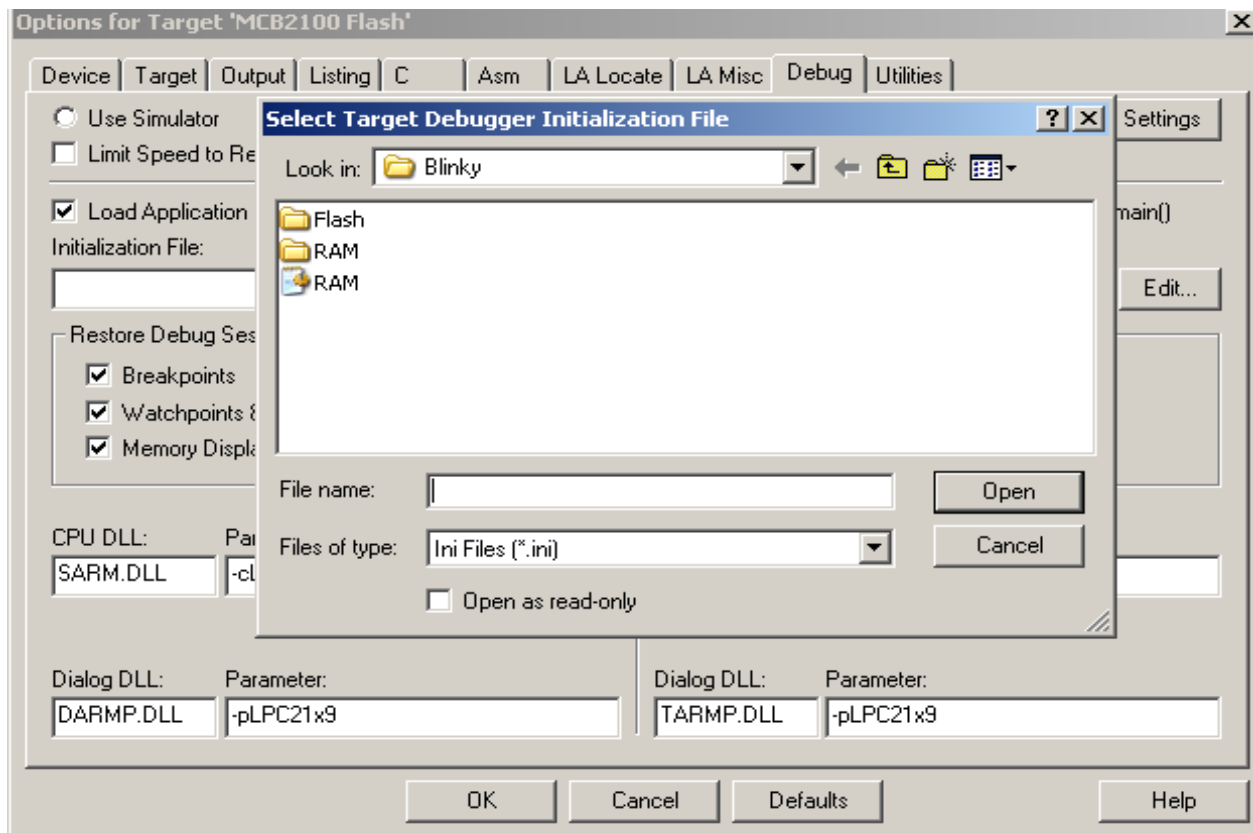 Options for Target 'MCB2100 Flash'
Device Target Output Listing C Asm LA Locate LA Misc Debug Utilities
Use Simulator
Settings
Limit Speed to Re
Load Application
main()
Initialization File:
Edit...
Restore Debug Ses
Breakpoints
Watchpoints &
Memory Displa
Select Target Debugger Initialization File
Look in: Blinky
Flash
RAM
RAM
File name:
Open
Files of type: Ini Files (*.ini)
Cancel
Open as read-only
CPU DLL:
SARM.DLL
Dialog DLL: Parameter:
DARMP.DLL -pLPC21x9
Dialog DLL: Parameter:
TARMP.DLL -pLPC21x9
OK Cancel Defaults Help